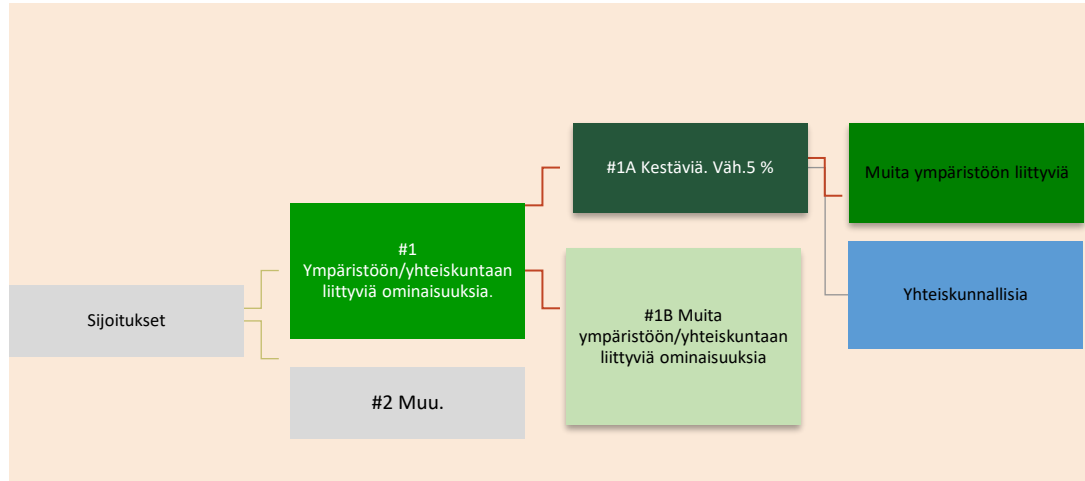 Sijoitukset
#1
Ympäristöön/yhteiskuntaan
liittyviä ominaisuuksia.
#2 Muu.
#1A Kestäviä. Väh.5 %
#1B Muita
ympäristöön/yhteiskuntaan
liittyviä ominaisuuksia
Muita ympäristöön liittyviä
Yhteiskunnallisia